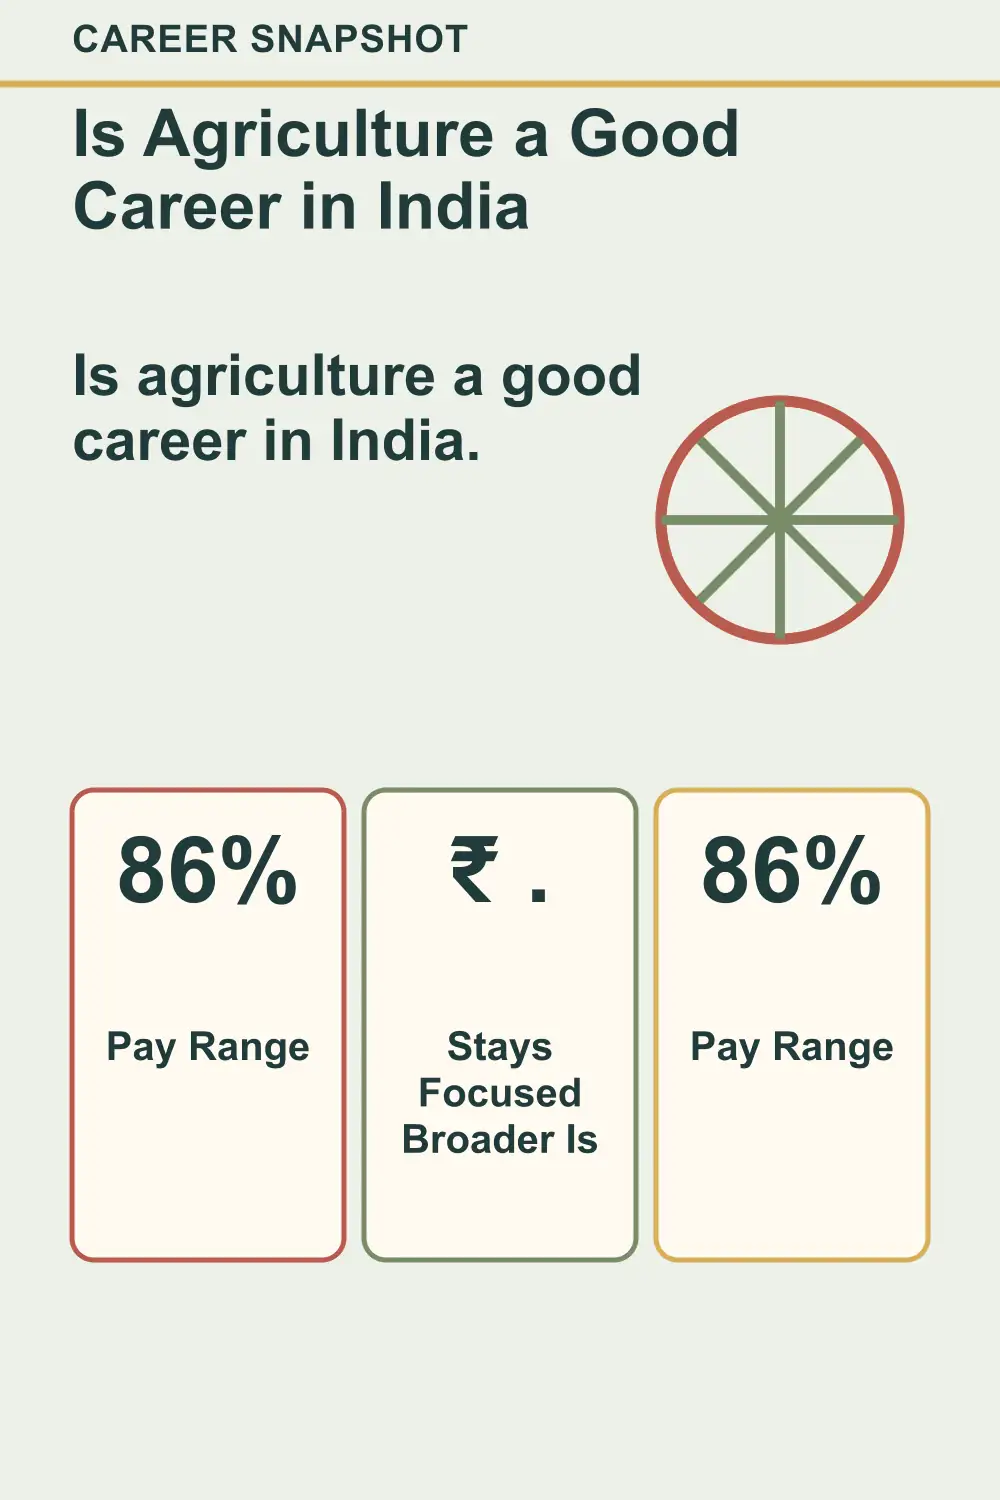 CAREER SNAPSHOT
Is Agriculture a Good
Career in India
Is agriculture a good
career in India.
86%
Pay Range
₹ .
Stays
Focused
Broader Is
86%
Pay Range